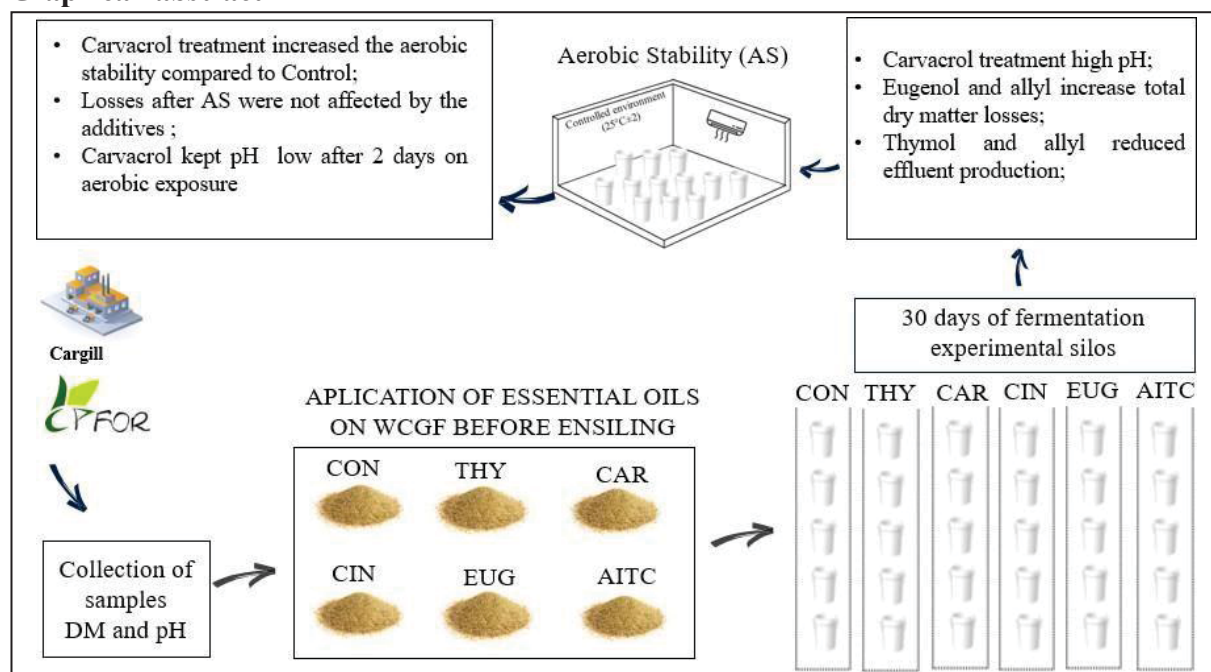 • Carvacrol treatment increased the aerobic
stability compared to Control;
• Losses after AS were not affected by the
additives ;
• Carvacrol kept pH low after 2 days on
aerobic exposure
Aerobic Stability (AS)
Controlled environment
(25°C±2)
• Carvacrol treatment high pH;
• Eugenol and allyl increase total
dry matter losses;
• Thymol and allyl reduced
effluent production;
Cargill
CPFOR
Collection of
samples
DM and pH
APLICATION OF ESSENTIAL OILS
ON WCGF BEFORE ENSILING
CON THY CAR
CIN EUG AITC
30 days of fermentation
experimental silos
CON THY CAR CIN EUG AITC